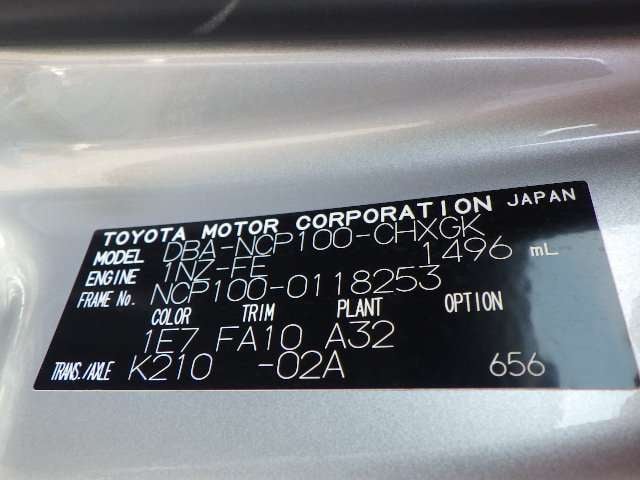 TOYOTA MOTOR CORPORATION JAPAN
MODEL DBA-NCP100-CHXGK
ENGINE 1NZ-FE 1496 mL
FRAME No. NCP100-0118253
COLOR TRIM PLANT OPTION
1E7 FA10 A32
TRANS./AXLE K210 -02A 656